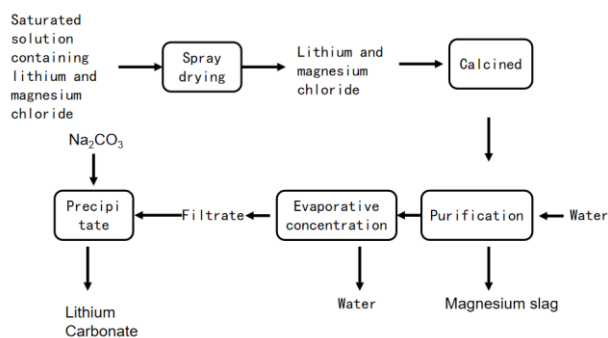 Saturated
solution
containing
lithium and
magnesium
chloride
Spray
drying
Lithium and
magnesium
chloride
Calcined
Na₂CO₃
Precipi
tate
Filtrate
Evaporative
concentration
Purification
Water
Lithium
Carbonate
Water
Magnesium slag